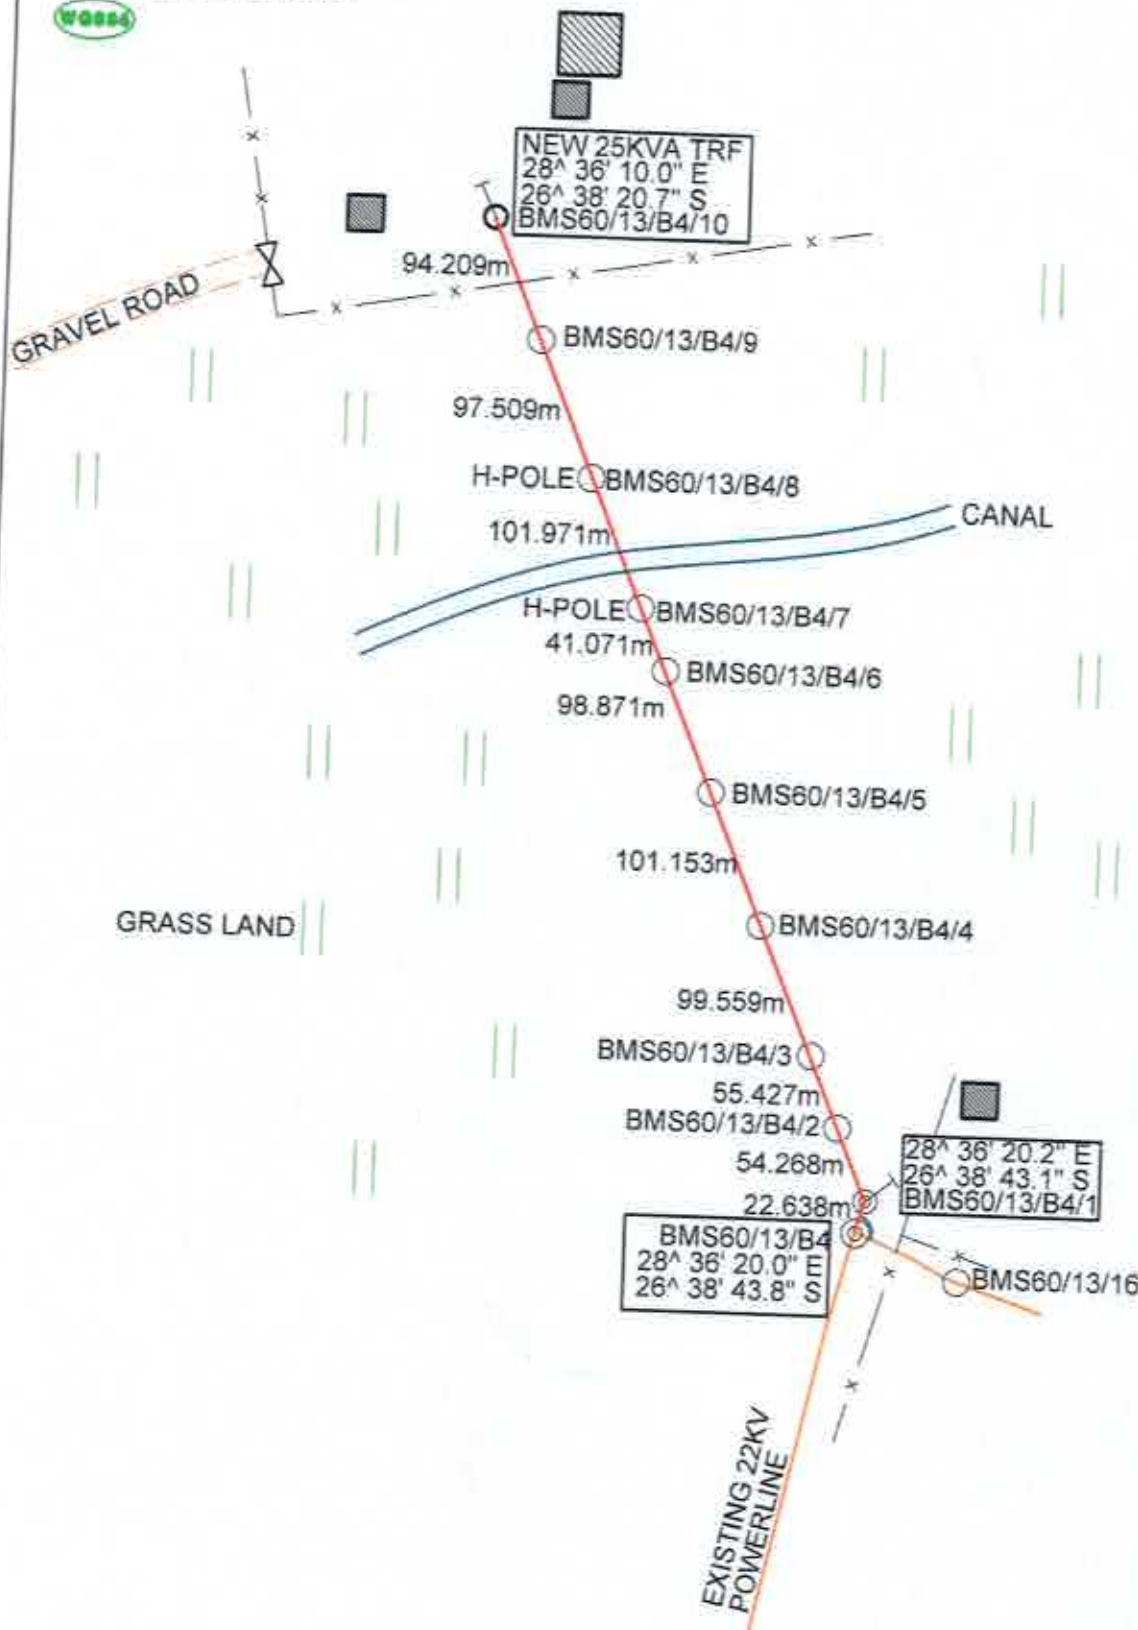 WGS84
NEW 25KVA TRF
28^ 36' 10.0" E
26^ 38' 20.7" S
BMS60/13/B4/10
94.209m
GRAVEL ROAD
BMS60/13/B4/9
97.509m
H-POLE BMS60/13/B4/8
101.971m
CANAL
H-POLE BMS60/13/B4/7
41.071m
BMS60/13/B4/6
98.871m
BMS60/13/B4/5
101.153m
GRASS LAND
BMS60/13/B4/4
99.559m
BMS60/13/B4/3
55.427m
BMS60/13/B4/2
54.268m
28^ 36' 20.2" E
26^ 38' 43.1" S
BMS60/13/B4/1
22.638m
BMS60/13/B4
28^ 36' 20.0" E
26^ 38' 43.8" S
BMS60/13/16
EXISTING 22KV
POWERLINE